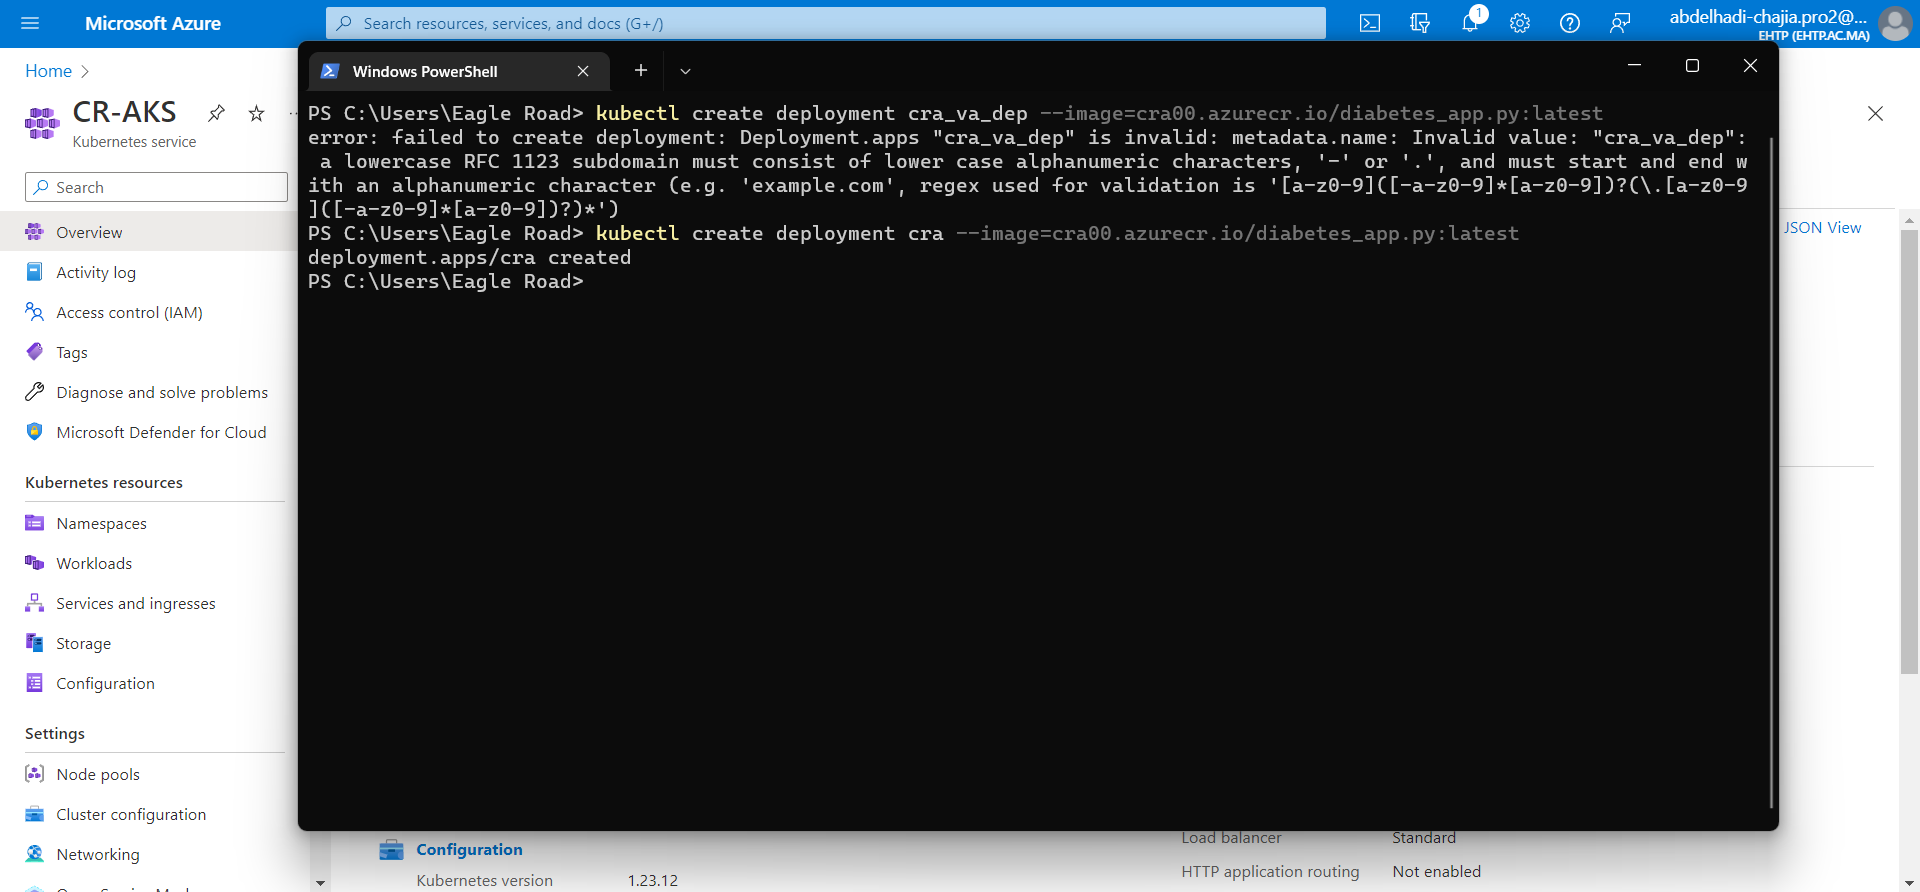 Microsoft Azure
Search resources, services, and docs (G+/)
1
abdelhadi-chajia.pro2@...
EHTP (EHTP.AC.MA)
Home
CR-AKS
Kubernetes service
Search
Overview
Activity log
Access control (IAM)
Tags
Diagnose and solve problems
Microsoft Defender for Cloud
Kubernetes resources
Namespaces
Workloads
Services and ingresses
Storage
Configuration
Settings
Node pools
Cluster configuration
Networking
Windows PowerShell
PS C:\Users\Eagle Road> kubectl create deployment cra_va_dep --image=cra00.azurecr.io/diabetes_app.py:latest
error: failed to create deployment: Deployment.apps "cra_va_dep" is invalid: metadata.name: Invalid value: "cra_va_dep":
a lowercase RFC 1123 subdomain must consist of lower case alphanumeric characters, '-' or '.', and must start and end w
ith an alphanumeric character (e.g. 'example.com', regex used for validation is '[a-z0-9]([-a-z0-9]*[a-z0-9])?(\.[a-z0-9
]([-a-z0-9]*[a-z0-9])?)*')
PS C:\Users\Eagle Road> kubectl create deployment cra --image=cra00.azurecr.io/diabetes_app.py:latest
deployment.apps/cra created
PS C:\Users\Eagle Road>
JSON View
Configuration
Kubernetes version 1.23.12
Load balancer Standard
HTTP application routing Not enabled